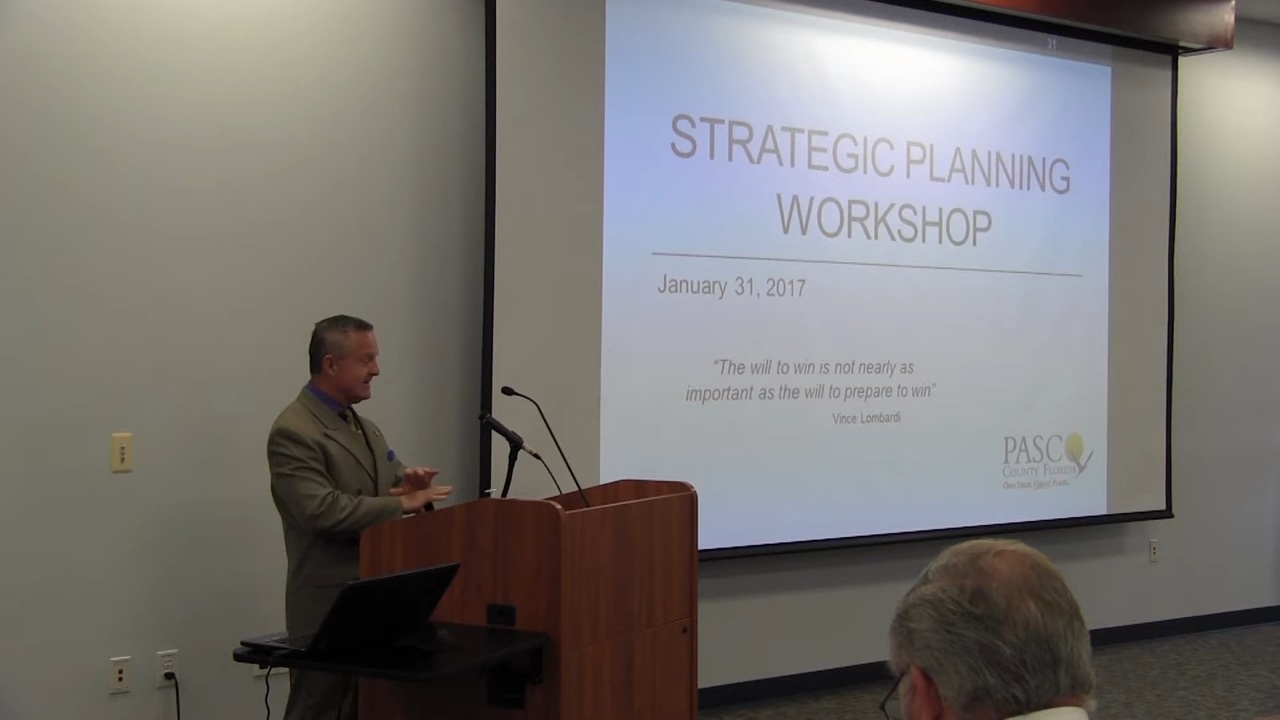 31
STRATEGIC PLANNING
WORKSHOP
January 31, 2017
“The will to win is not nearly as
important as the will to prepare to win”
Vince Lombardi
PASCO
COUNTY FLORIDA